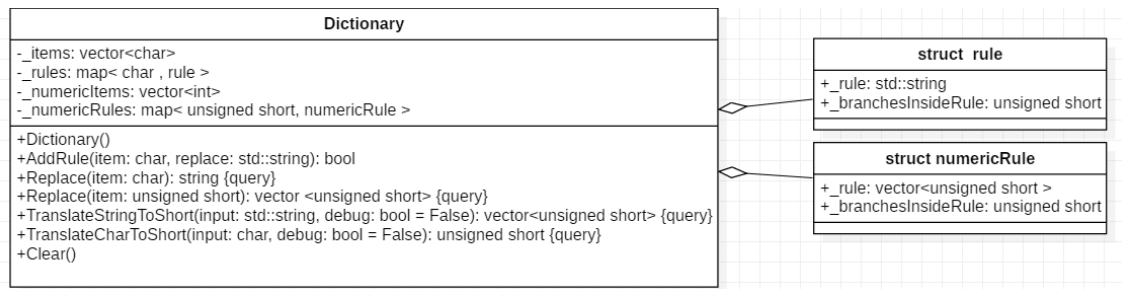 Dictionary
-_items: vector<char>
-_rules: map< char , rule >
-_numericItems: vector<int>
-_numericRules: map< unsigned short, numericRule >
+Dictionary()
+AddRule(item: char, replace: std::string): bool
+Replace(item: char): string {query}
+Replace(item: unsigned short): vector <unsigned short> {query}
+TranslateStringToShort(input: std::string, debug: bool = False): vector<unsigned short> {query}
+TranslateCharToShort(input: char, debug: bool = False): unsigned short {query}
+Clear()
struct rule
+_rule: std::string
+_branchesInsideRule: unsigned short
struct numericRule
+_rule: vector<unsigned short >
+_branchesInsideRule: unsigned short